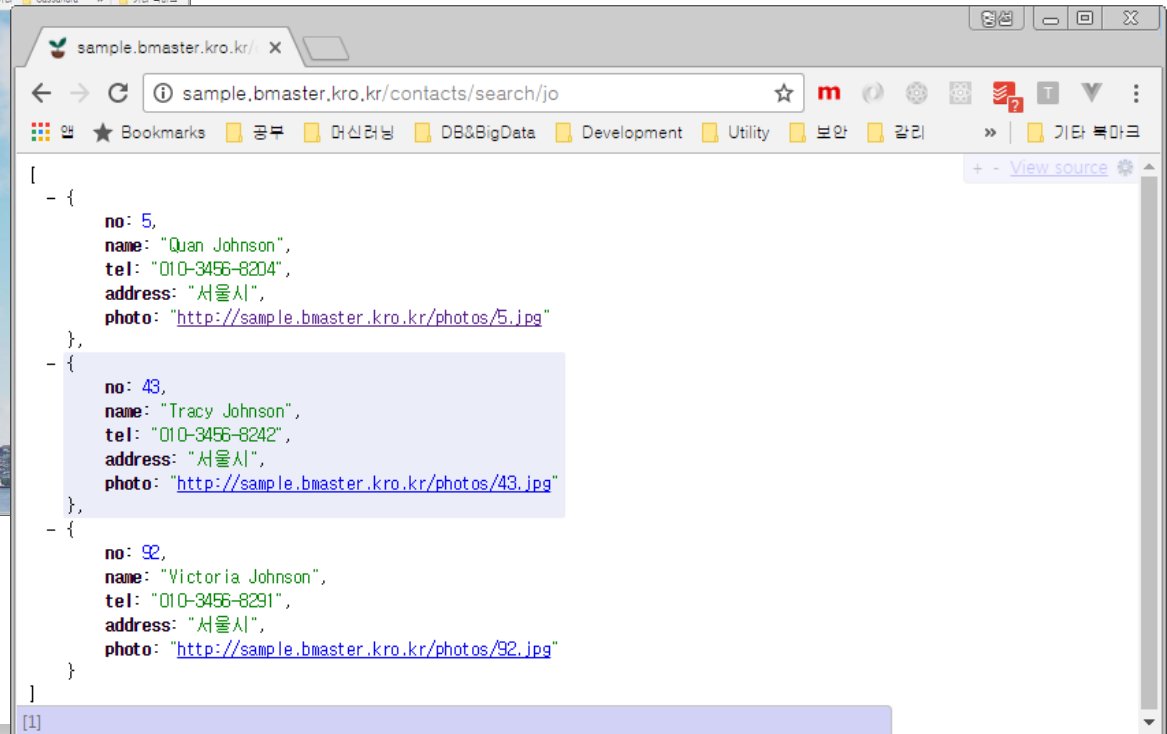 영선
sample.bmaster.kro.kr/
sample.bmaster.kro.kr/contacts/search/jo
앱 Bookmarks 공부 머신러닝 DB&BigData Development Utility 보안 갈리 » 기타 북마크
+ - View source
[
- {
no: 5,
name: "Quan Johnson",
tel: "010-3456-8204",
address: "서울시",
photo: "http://sample.bmaster.kro.kr/photos/5.jpg"
},
- {
no: 43,
name: "Tracy Johnson",
tel: "010-3456-8242",
address: "서울시",
photo: "http://sample.bmaster.kro.kr/photos/43.jpg"
},
- {
no: 92,
name: "Victoria Johnson",
tel: "010-3456-8291",
address: "서울시",
photo: "http://sample.bmaster.kro.kr/photos/92.jpg"
}
]
[1]